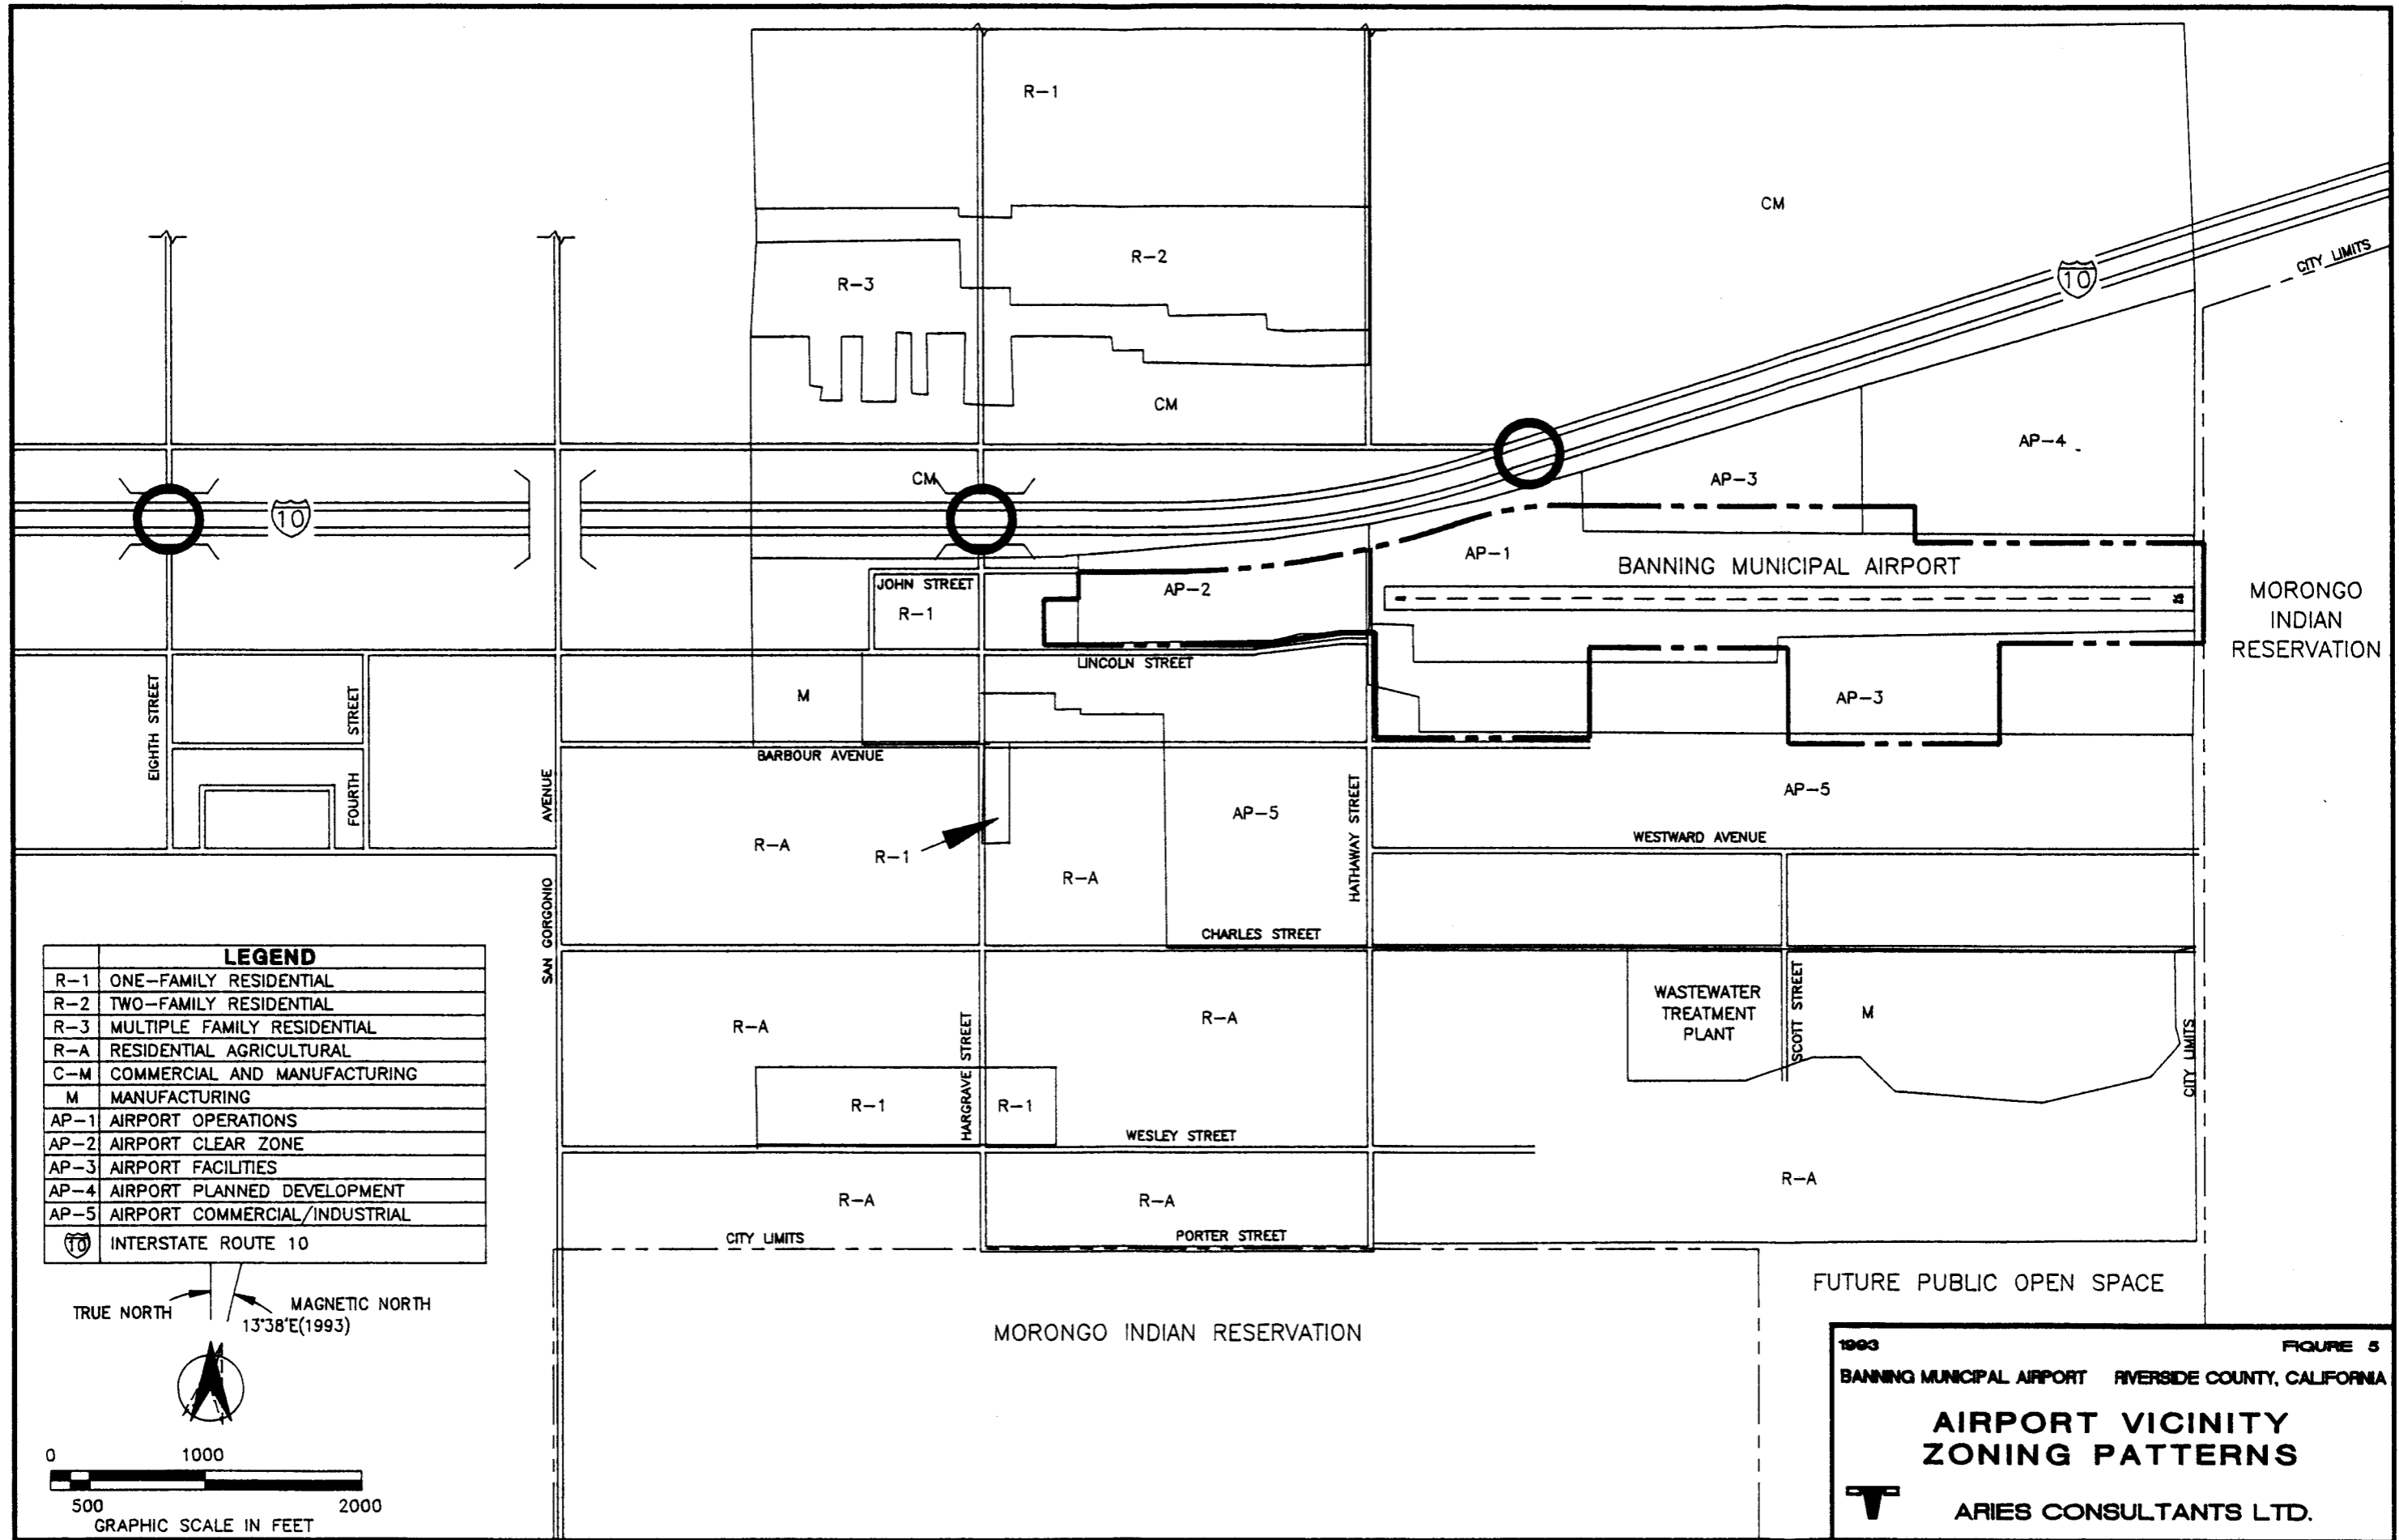 R-1
CM
R-2
R-3
CITY LIMITS
10
CM
AP-4
CM
AP-3
10
AP-1
BANNING MUNICIPAL AIRPORT
JOHN STREET
AP-2
R-1
MORONGO
INDIAN
RESERVATION
LINCOLN STREET
M
AP-3
EIGHTH STREET
FOURTH STREET
SAN GORGONIO AVENUE
BARBOUR AVENUE
HATHAWAY STREET
AP-5
AP-5
WESTWARD AVENUE
R-A
R-1
R-A
CHARLES STREET
LEGEND
R-1 ONE-FAMILY RESIDENTIAL
R-2 TWO-FAMILY RESIDENTIAL
R-3 MULTIPLE FAMILY RESIDENTIAL
R-A RESIDENTIAL AGRICULTURAL
C-M COMMERCIAL AND MANUFACTURING
M MANUFACTURING
AP-1 AIRPORT OPERATIONS
AP-2 AIRPORT CLEAR ZONE
AP-3 AIRPORT FACILITIES
AP-4 AIRPORT PLANNED DEVELOPMENT
AP-5 AIRPORT COMMERCIAL/INDUSTRIAL
10 INTERSTATE ROUTE 10
R-A
HARGRAVE STREET
R-A
WASTEWATER
TREATMENT
PLANT
SCOTT STREET
M
CITY LIMITS
R-1
R-1
WESLEY STREET
R-A
R-A
R-A
CITY LIMITS
PORTER STREET
TRUE NORTH
MAGNETIC NORTH
13°38'E(1993)
MORONGO INDIAN RESERVATION
FUTURE PUBLIC OPEN SPACE
0 1000
500 2000
GRAPHIC SCALE IN FEET
1993 FIGURE 5
BANNING MUNICIPAL AIRPORT RIVERSIDE COUNTY, CALIFORNIA
AIRPORT VICINITY
ZONING PATTERNS
ARIES CONSULTANTS LTD.